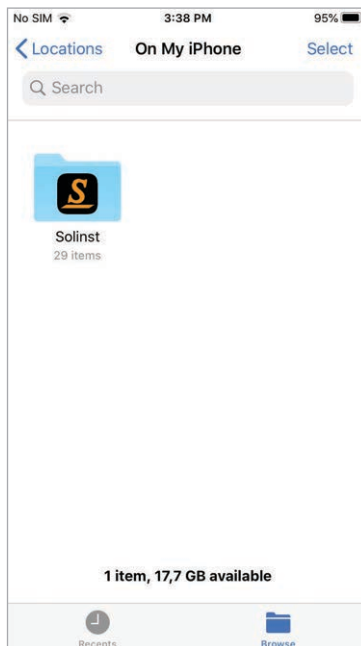 No SIM 3:38 PM 95%
Locations On My iPhone Select
Search
S
Solinst
29 items
1 item, 17,7 GB available
Recents Browse